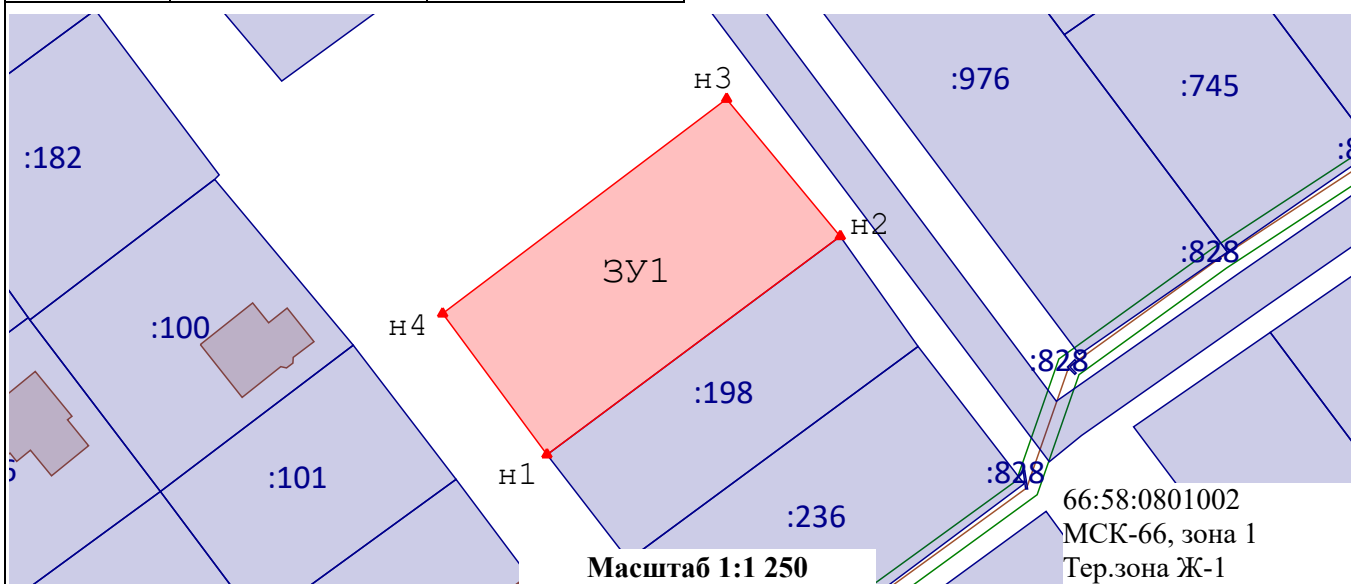 н3
:976
:745
:182
:8
н2
ЗУ1
:828
:100
н4
:828
:198
:101
н1
:828
:236
66:58:0801002
МСК-66, зона 1
Тер.зона Ж-1
Масштаб 1:1 250